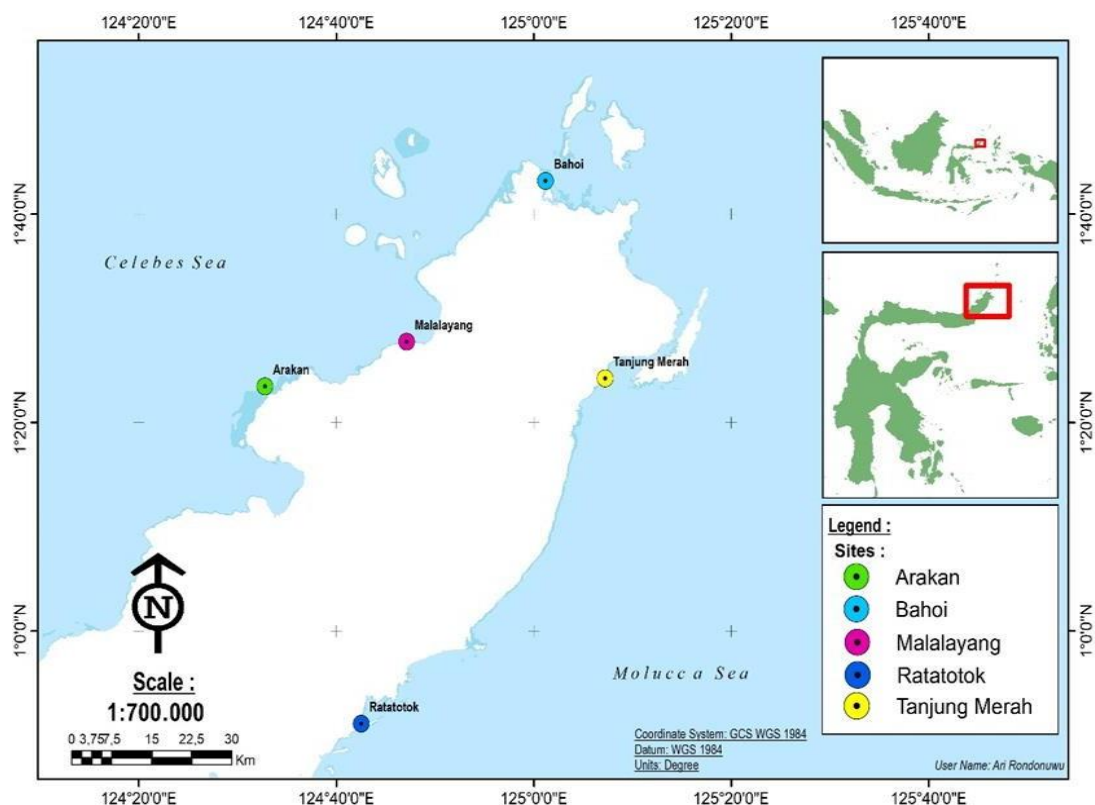 124°20'0"E 124°40'0"E 125°0'0"E 125°20'0"E 125°40'0"E
Bahoi
1°40'0"N 1°40'0"N
Celebes Sea
Malalayang
Arakan
Tanjung Merah
1°20'0"N 1°20'0"N
Legend :
Sites :
Arakan
Bahoi
Malalayang
Ratatotok
Tanjung Merah
N
1°0'0"N 1°0'0"N
Molucca Sea
Scale :
1:700.000
0 3,75 7,5 15 22,5 30
Km
Ratatotok
Coordinate System: GCS WGS 1984
Datum: WGS 1984
Units: Degree
User Name: Ari Rondonuwu
124°20'0"E 124°40'0"E 125°0'0"E 125°20'0"E 125°40'0"E